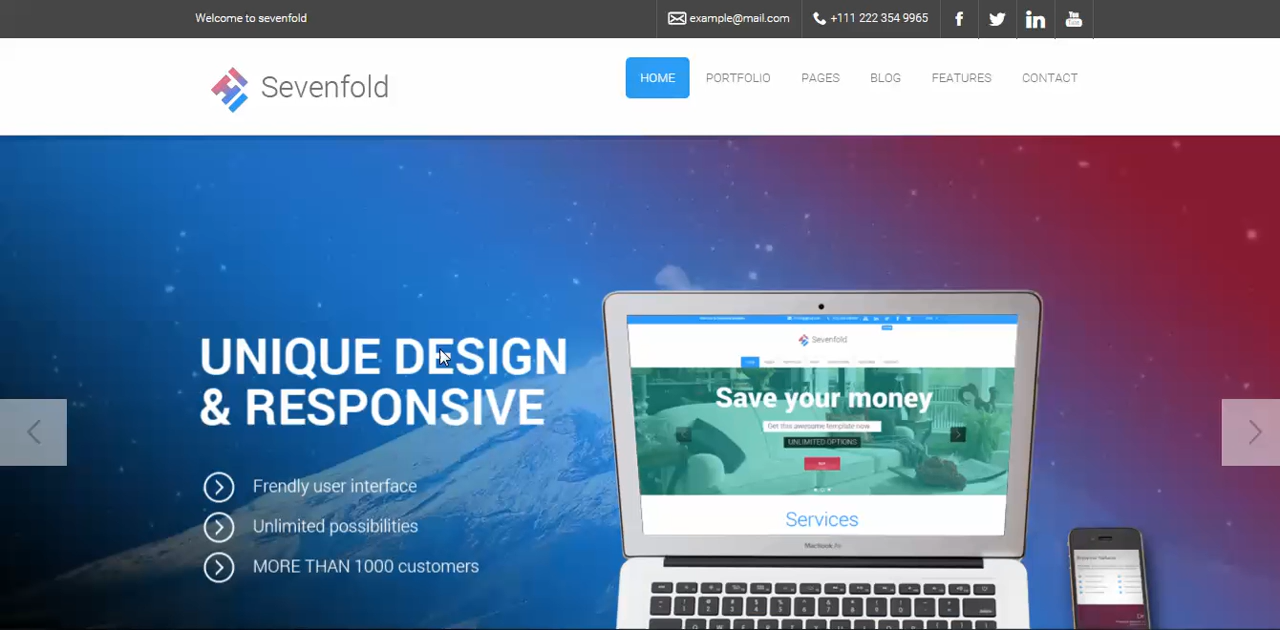 Welcome to sevenfold
example@mail.com
+111 222 354 9965
You
Sevenfold
HOME PORTFOLIO PAGES BLOG FEATURES CONTACT
UNIQUE DESIGN
& RESPONSIVE
Frendly user interface
Unlimited possibilities
MORE THAN 1000 customers
Sevenfold
Save your money
Get this awesome template now
UNLIMITED OPTIONS
Services
MacBook Air